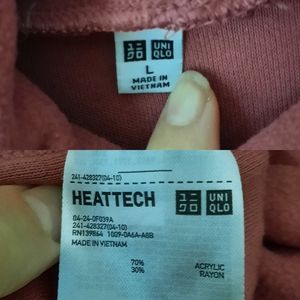 ユニ UNI
クロ QLO
L
MADE IN
VIETNAM
241-428327(04-10)
HEATTECH
ユニ UNI
クロ QLO
04-24-0F039A
241-428327(04-10)
RN139864 1009-0A6A-A8B
MADE IN VIETNAM
70% ACRYLIC
30% RAYON